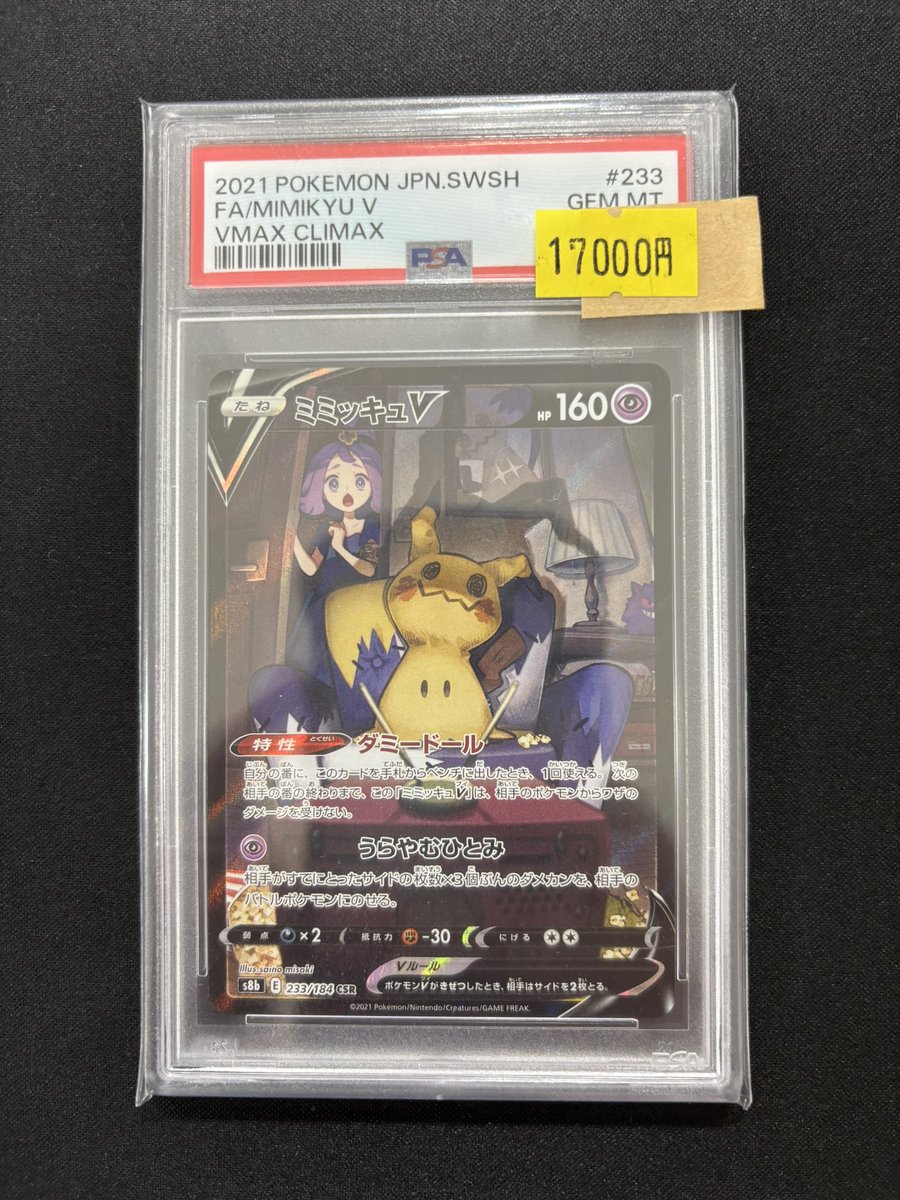 2021 POKEMON JPN.SWSH #233
FA/MIMIKYU V GEM MT
VMAX CLIMAX
PSA
17000円
たね ミミッキュV HP 160
特性 とくせい ダミードール
自分の番に、このカードを手札からベンチに出したとき、1回使える。次の
相手の番の終わりまで、この「ミミッキュV」は、相手のポケモンからワザの
ダメージを受けない。
うらやむひとみ
相手がすでにとったサイドの枚数×3個ぶんのダメカンを、相手の
バトルポケモンにのせる。
弱点 ×2 抵抗力 -30 にげる
Illus. saino misaki
Vルール
ポケモンVがきぜつしたとき、相手はサイドを2枚とる。
s8b E 233/184 CSR
©2021 Pokémon/Nintendo/Creatures/GAME FREAK.
PSA